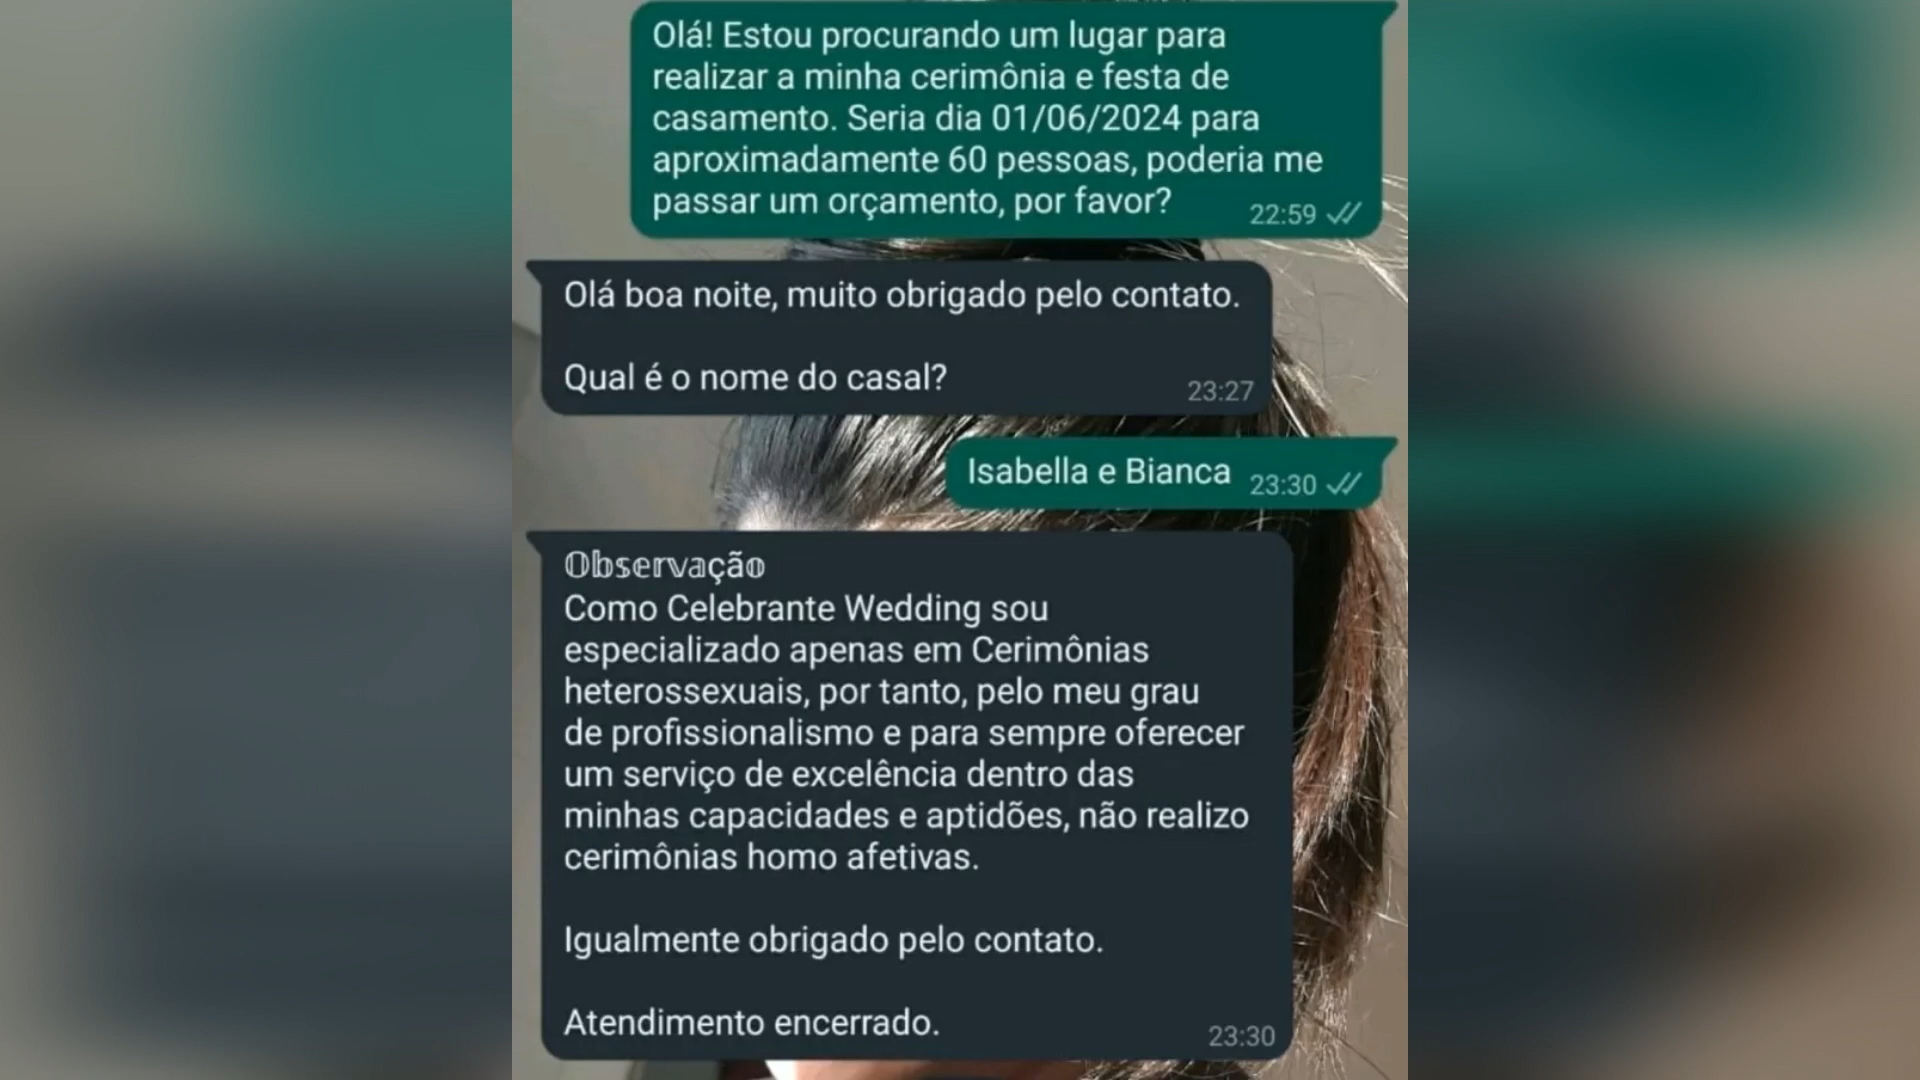 Olá! Estou procurando um lugar para
realizar a minha cerimônia e festa de
casamento. Seria dia 01/06/2024 para
aproximadamente 60 pessoas, poderia me
passar um orçamento, por favor?
22:59
Olá boa noite, muito obrigado pelo contato.
Qual é o nome do casal?
23:27
Isabella e Bianca
23:30
𝕆𝕓𝕤𝕖𝕣𝕧𝕒çã𝕠
Como Celebrante Wedding sou
especializado apenas em Cerimônias
heterossexuais, por tanto, pelo meu grau
de profissionalismo e para sempre oferecer
um serviço de excelência dentro das
minhas capacidades e aptidões, não realizo
cerimônias homo afetivas.
Igualmente obrigado pelo contato.
Atendimento encerrado.
23:30